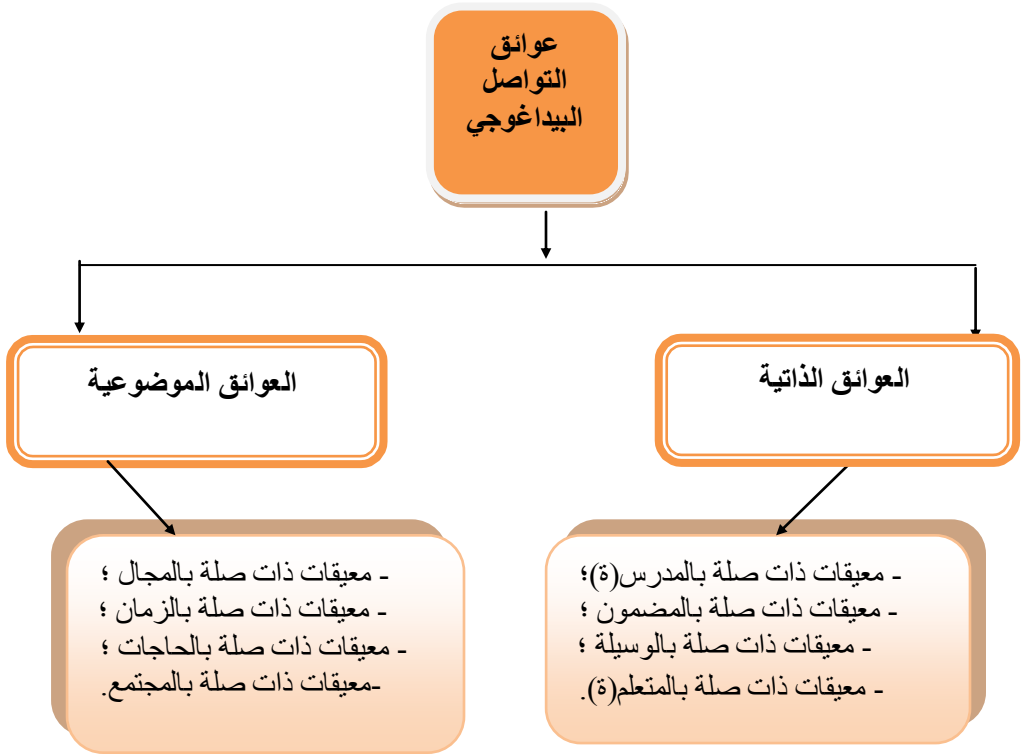 عوائق
التواصل
البيداغوجي
العوائق الذاتية
العوائق الموضوعية
- معيقات ذات صلة بالمدرس(ة)؛
- معيقات ذات صلة بالمضمون ؛
- معيقات ذات صلة بالوسيلة ؛
- معيقات ذات صلة بالمتعلم(ة).
- معيقات ذات صلة بالمجال ؛
- معيقات ذات صلة بالزمان ؛
- معيقات ذات صلة بالحاجات ؛
-معيقات ذات صلة بالمجتمع.